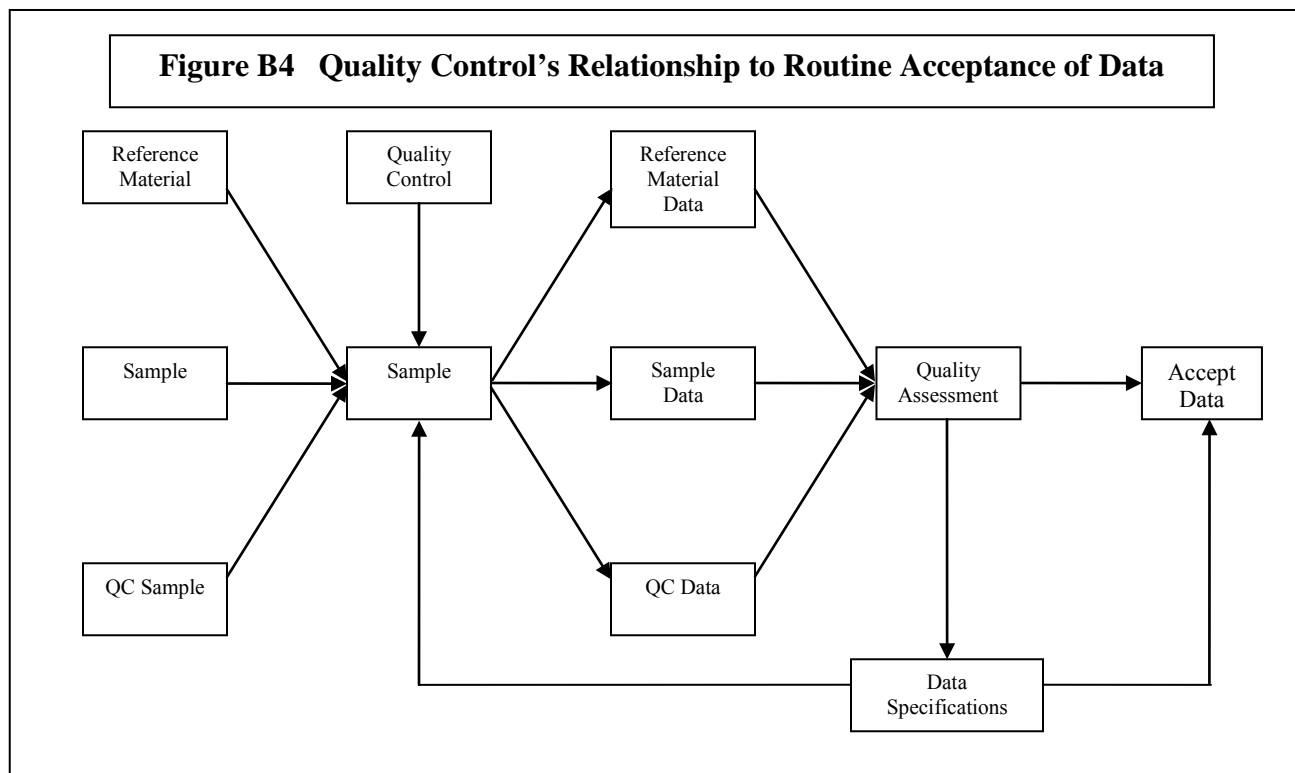 Figure B4 Quality Control’s Relationship to Routine Acceptance of Data
Reference
Material
Quality
Control
Reference
Material
Data
Sample
Sample
Sample
Data
Quality
Assessment
Accept
Data
QC Sample
QC Data
Data
Specifications